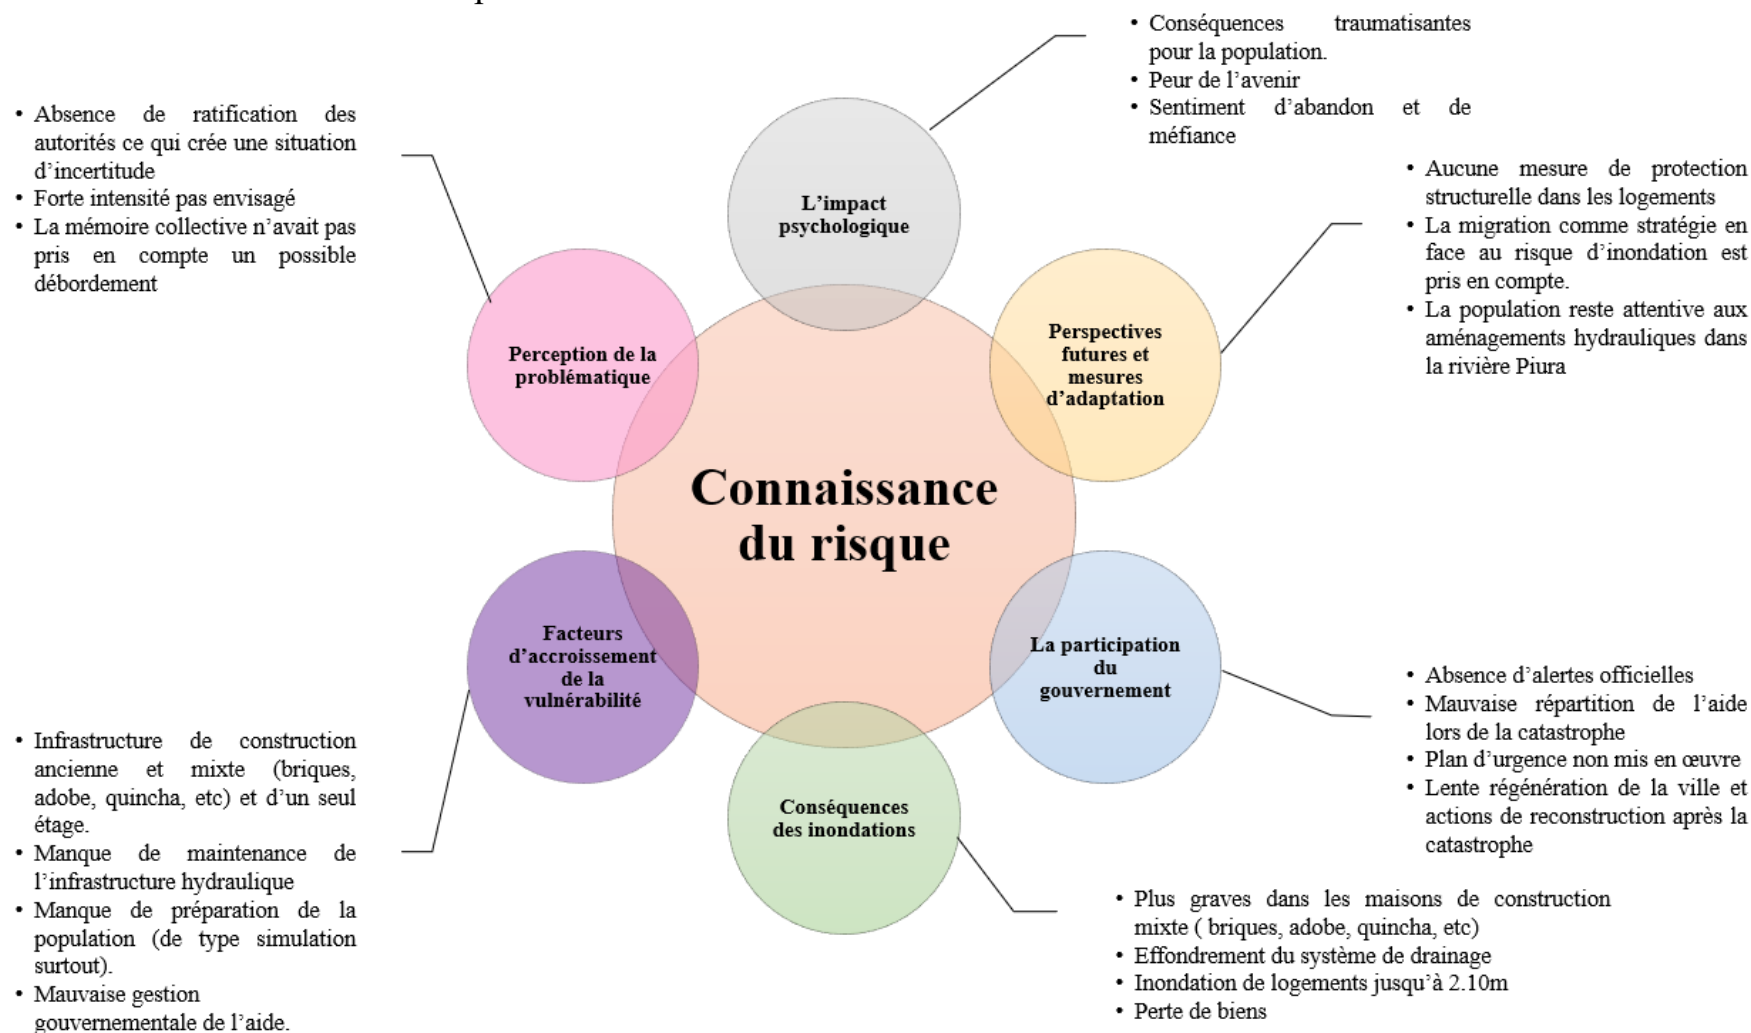 Conséquences traumatisantes
pour la population.
Peur de l'avenir
Sentiment d'abandon et de
méfiance
Absence de ratification des
autorités ce qui crée une situation
d'incertitude
Forte intensité pas envisagé
La mémoire collective n'avait pas
pris en compte un possible
débordement
Aucune mesure de protection
structurelle dans les logements
La migration comme stratégie en
face au risque d'inondation est
pris en compte.
La population reste attentive aux
aménagements hydrauliques dans
la rivière Piura
L'impact
psychologique
Perception de la
problématique
Perspectives
futures et
mesures
d'adaptation
Connaissance
du risque
Facteurs
d'accroissement
de la
vulnérabilité
La participation
du
gouvernement
Conséquences
des inondations
Absence d'alertes officielles
Mauvaise répartition de l'aide
lors de la catastrophe
Plan d'urgence non mis en œuvre
Lente régénération de la ville et
actions de reconstruction après la
catastrophe
Infrastructure de construction
ancienne et mixte (briques,
adobe, quincha, etc) et d'un seul
étage.
Manque de maintenance de
l'infrastructure hydraulique
Manque de préparation de la
population (de type simulation
surtout).
Mauvaise gestion
gouvernementale de l'aide.
Plus graves dans les maisons de construction
mixte ( briques, adobe, quincha, etc)
Effondrement du système de drainage
Inondation de logements jusqu'à 2.10m
Perte de biens